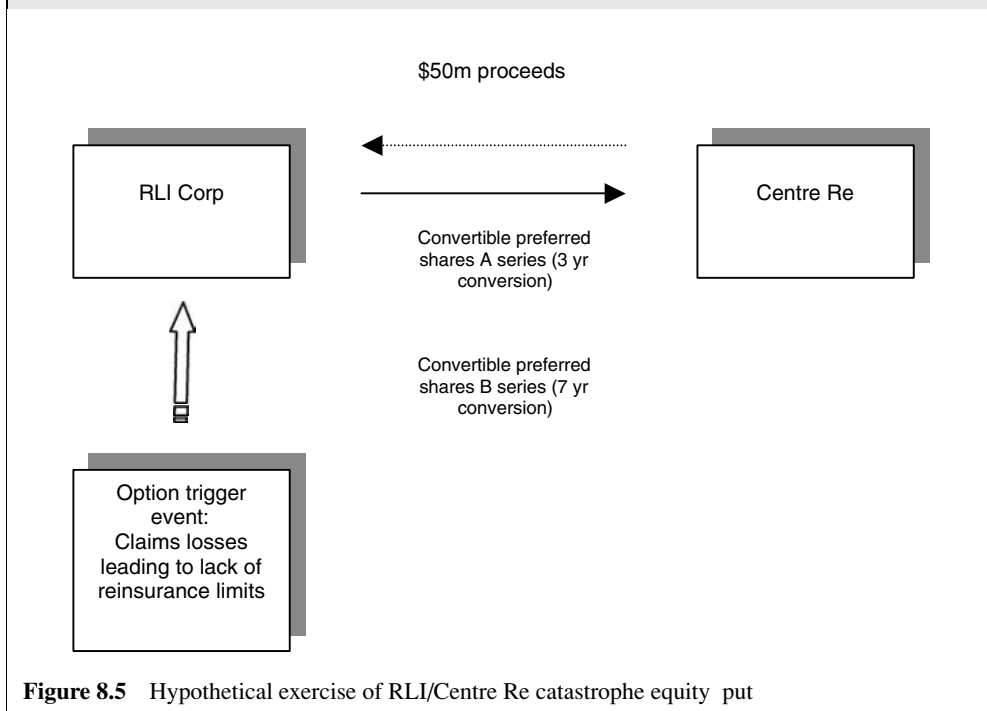 $50m proceeds
RLI Corp
Centre Re
Convertible preferred
shares A series (3 yr
conversion)
Convertible preferred
shares B series (7 yr
conversion)
Option trigger
event:
Claims losses
leading to lack of
reinsurance limits
Figure 8.5 Hypothetical exercise of RLI/Centre Re catastrophe equity put